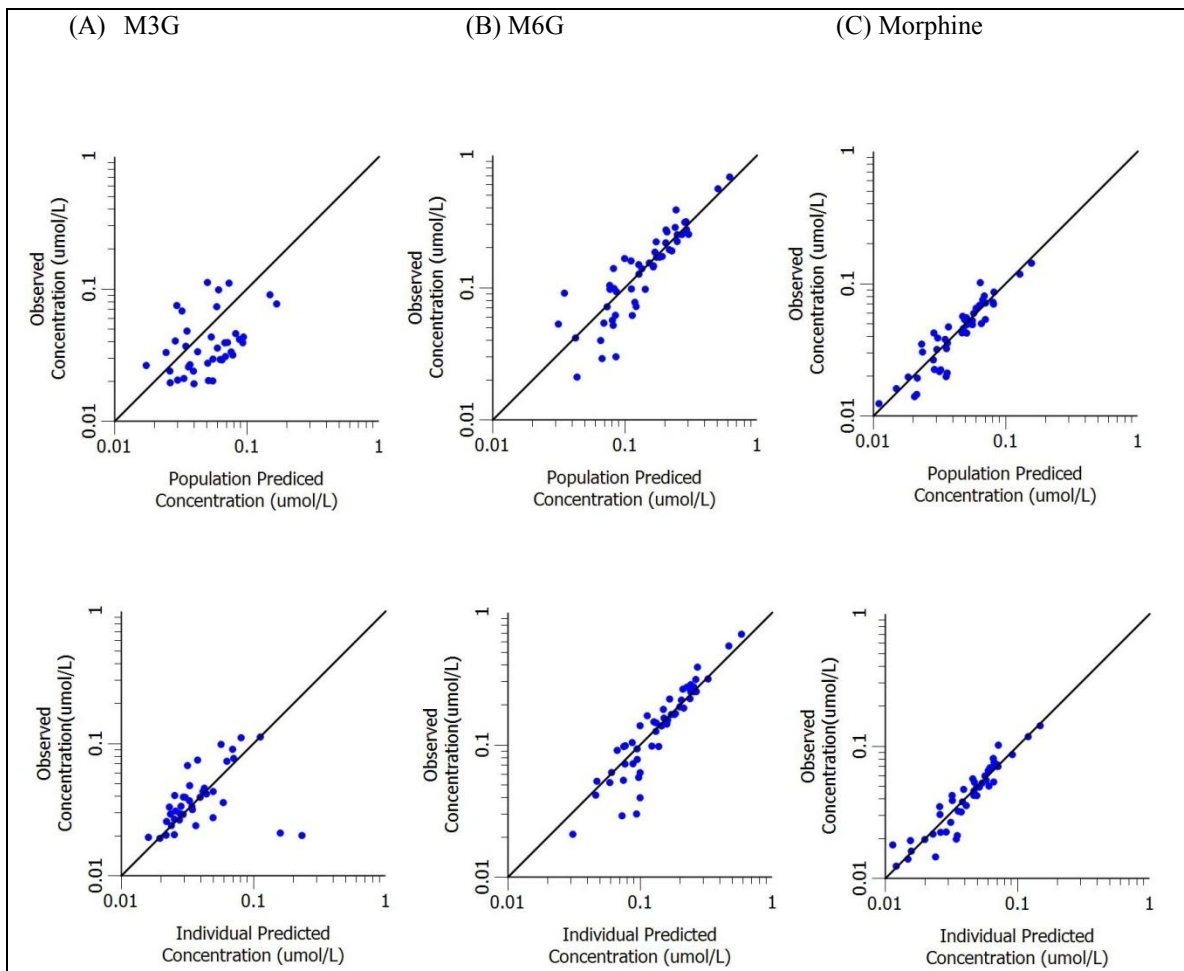 (A) M3G
(B) M6G
(C) Morphine
1
0.1
0.01
Observed
Concentration (umol/L)
0.01
0.1
1
Population Prediced
Concentration (umol/L)
1
0.1
0.01
Observed
Concentration (umol/L)
0.01
0.1
1
Population Prediced
Concentration (umol/L)
1
0.1
0.01
Observed
Concentration (umol/L)
0.01
0.1
1
Population Prediced
Concentration (umol/L)
1
0.1
0.01
Observed
Concentration(umol/L)
0.01
0.1
1
Individual Predicted
Concentration (umol/L)
1
0.1
0.01
Observed
Concentration(umol/L)
0.01
0.1
1
Individual Predicted
Concentration (umol/L)
1
0.1
0.01
Observed
Concentration(umol/L)
0.01
0.1
1
Individual Predicted
Concentration (umol/L)